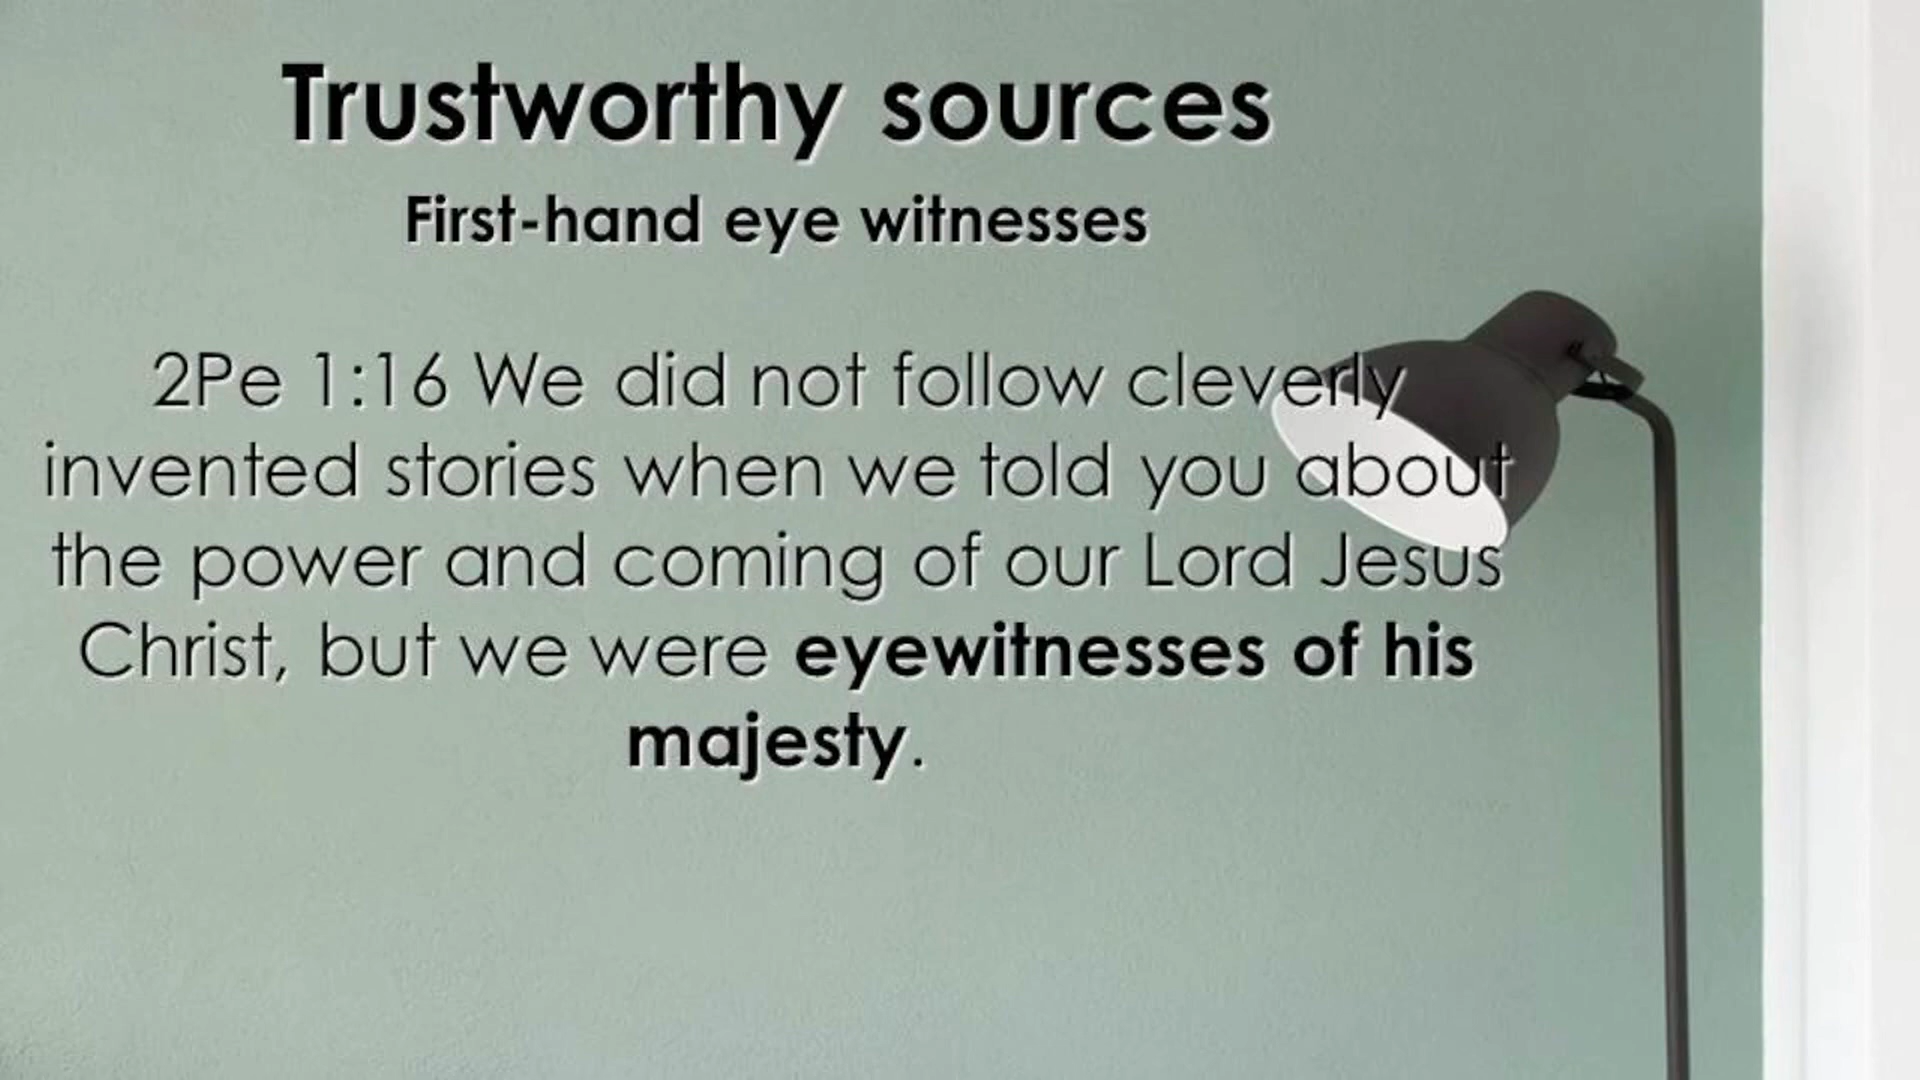 Trustworthy sources
First-hand eye witnesses
2Pe 1:16 We did not follow cleverly
invented stories when we told you about
the power and coming of our Lord Jesus
Christ, but we were eyewitnesses of his
majesty.